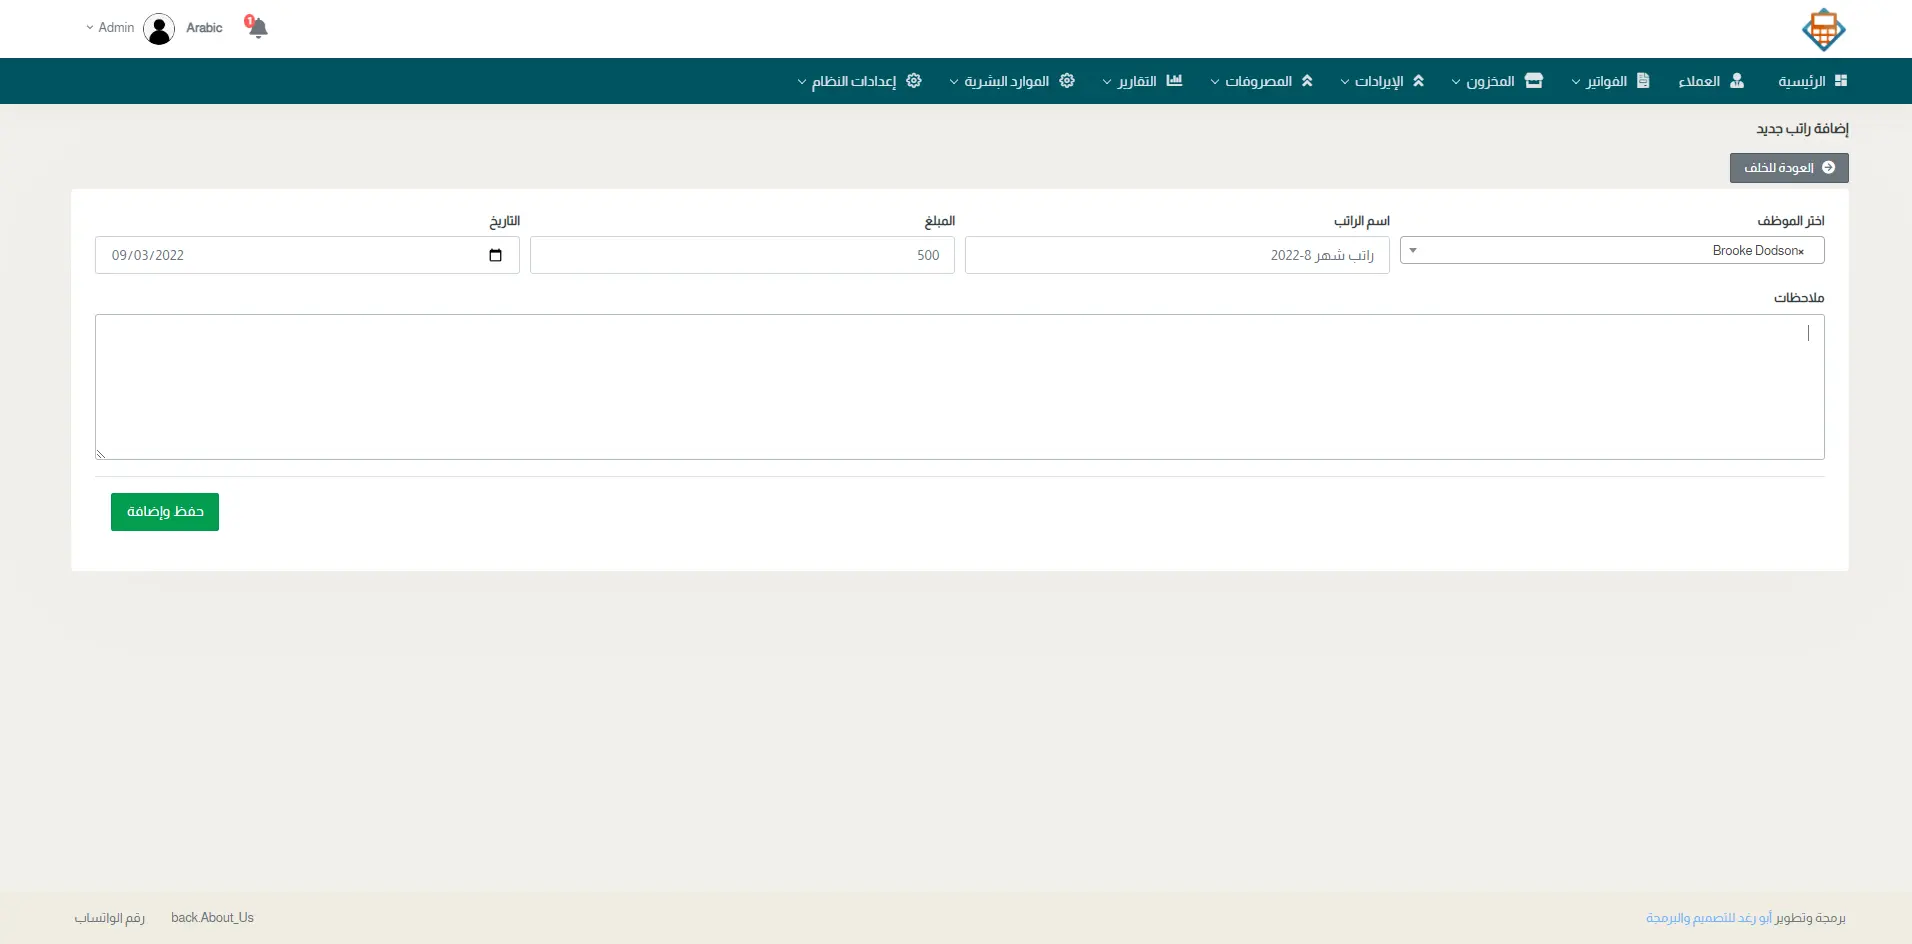 1
Arabic
Admin
الرئيسية
العملاء
الفواتير
المخزون
الإيرادات
المصروفات
التقارير
الموارد البشرية
إعدادات النظام
إضافة راتب جديد
العودة للخلف
اختر الموظف
اسم الراتب
المبلغ
التاريخ
×Brooke Dodson
راتب شهر 8-2022
500
09/03/2022
ملاحظات
حفظ وإضافة
برمجة وتطوير أبو رغد للتصميم والبرمجة
back.About_Us
رقم الواتساب